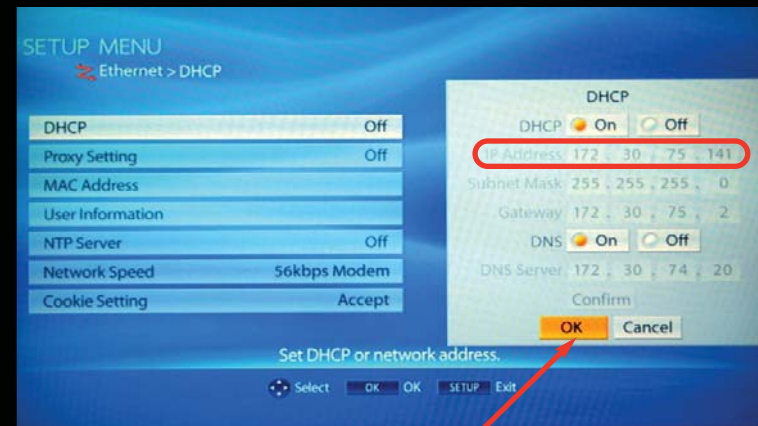 SETUP MENU
Ethernet > DHCP
DHCP Off
Proxy Setting Off
MAC Address
User Information
NTP Server Off
Network Speed 56kbps Modem
Cookie Setting Accept
DHCP
DHCP On Off
IP Address 172 . 30 . 75 . 141
Subnet Mask 255 . 255 . 255 . 0
Gateway 172 . 30 . 75 . 2
DNS On Off
DNS Server 172 . 30 . 74 . 20
Confirm
OK Cancel
Set DHCP or network address.
Select OK OK SETUP Exit